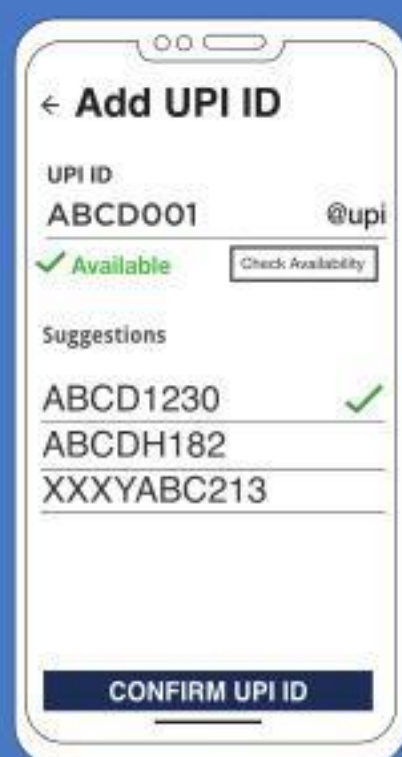 ← Add UPI ID
UPI ID
ABCD001 @upi
Available Check Availability
Suggestions
ABCD1230
ABCDH182
XXXYABC213
CONFIRM UPI ID